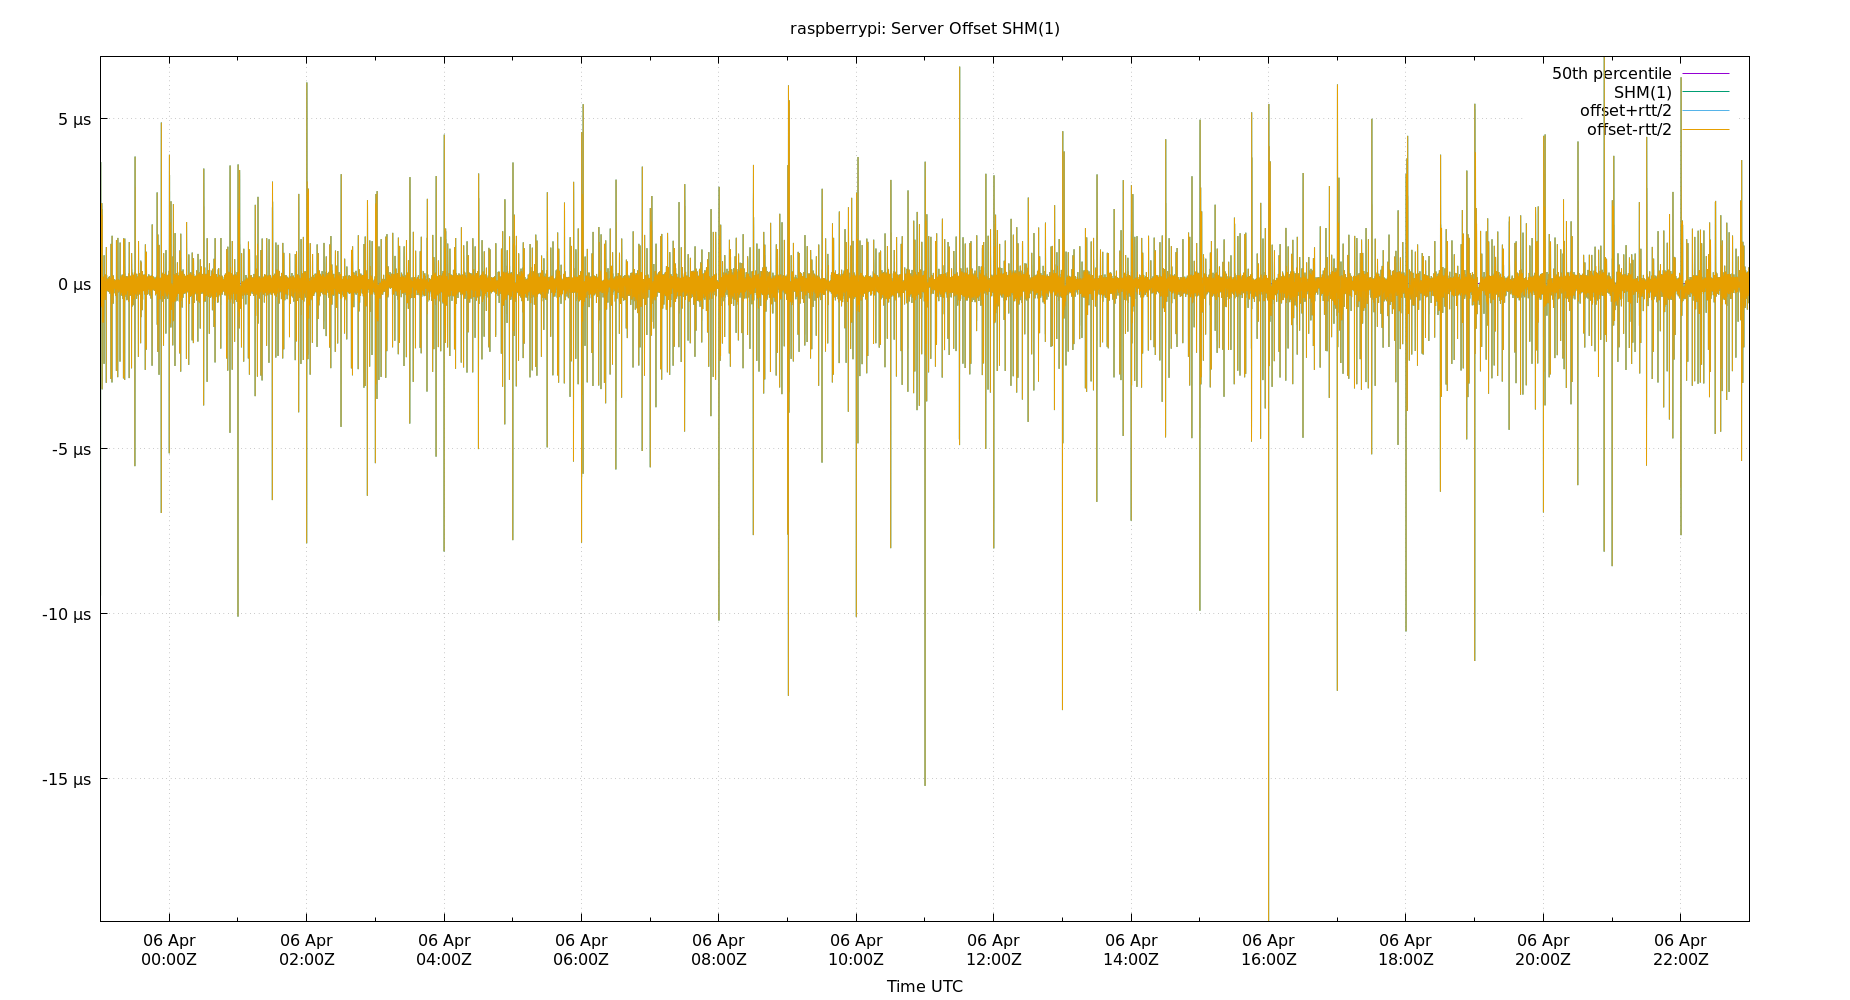 raspberrypi: Server Offset SHM(1)
50th percentile
SHM(1)
offset+rtt/2
offset-rtt/2
5 µs
0 µs
-5 µs
-10 µs
-15 µs
06 Apr 06 Apr 06 Apr 06 Apr 06 Apr 06 Apr 06 Apr 06 Apr 06 Apr 06 Apr 06 Apr 06 Apr
00:00Z 02:00Z 04:00Z 06:00Z 08:00Z 10:00Z 12:00Z 14:00Z 16:00Z 18:00Z 20:00Z 22:00Z
Time UTC